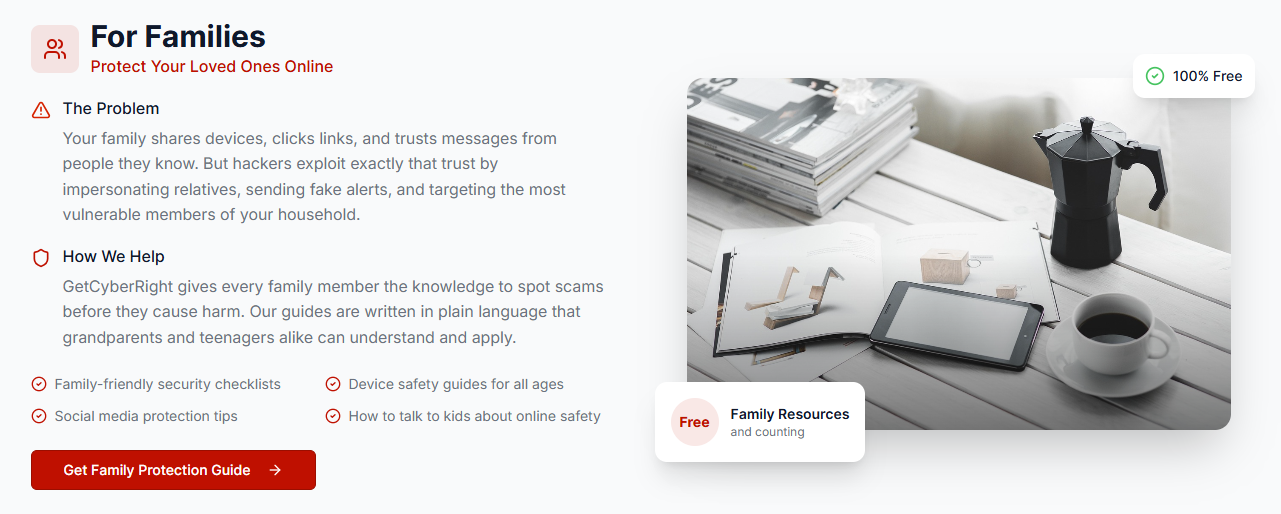 For Families
Protect Your Loved Ones Online
The Problem
Your family shares devices, clicks links, and trusts messages from
people they know. But hackers exploit exactly that trust by
impersonating relatives, sending fake alerts, and targeting the most
vulnerable members of your household.
How We Help
GetCyberRight gives every family member the knowledge to spot scams
before they cause harm. Our guides are written in plain language that
grandparents and teenagers alike can understand and apply.
Family-friendly security checklists
Device safety guides for all ages
Social media protection tips
How to talk to kids about online safety
Get Family Protection Guide
100% Free
Free
Family Resources
and counting